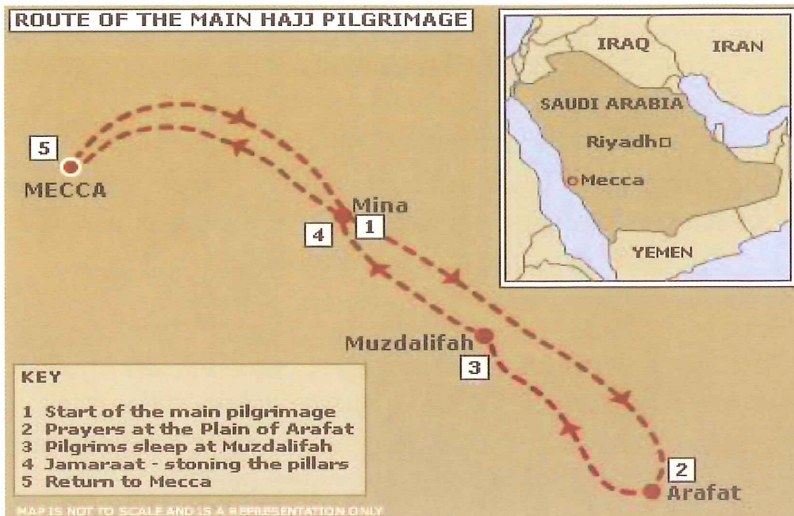 ROUTE OF THE MAIN HAJJ PILGRIMAGE
IRAQ
IRAN
SAUDI ARABIA
Riyadh
Mecca
YEMEN
5
MECCA
Mina
1
4
Muzdalifah
3
2
Arafat
KEY
1 Start of the main pilgrimage
2 Prayers at the Plain of Arafat
3 Pilgrims sleep at Muzdalifah
4 Jamaraat - stoning the pillars
5 Return to Mecca
MAP IS NOT TO SCALE AND IS A REPRESENTATION ONLY